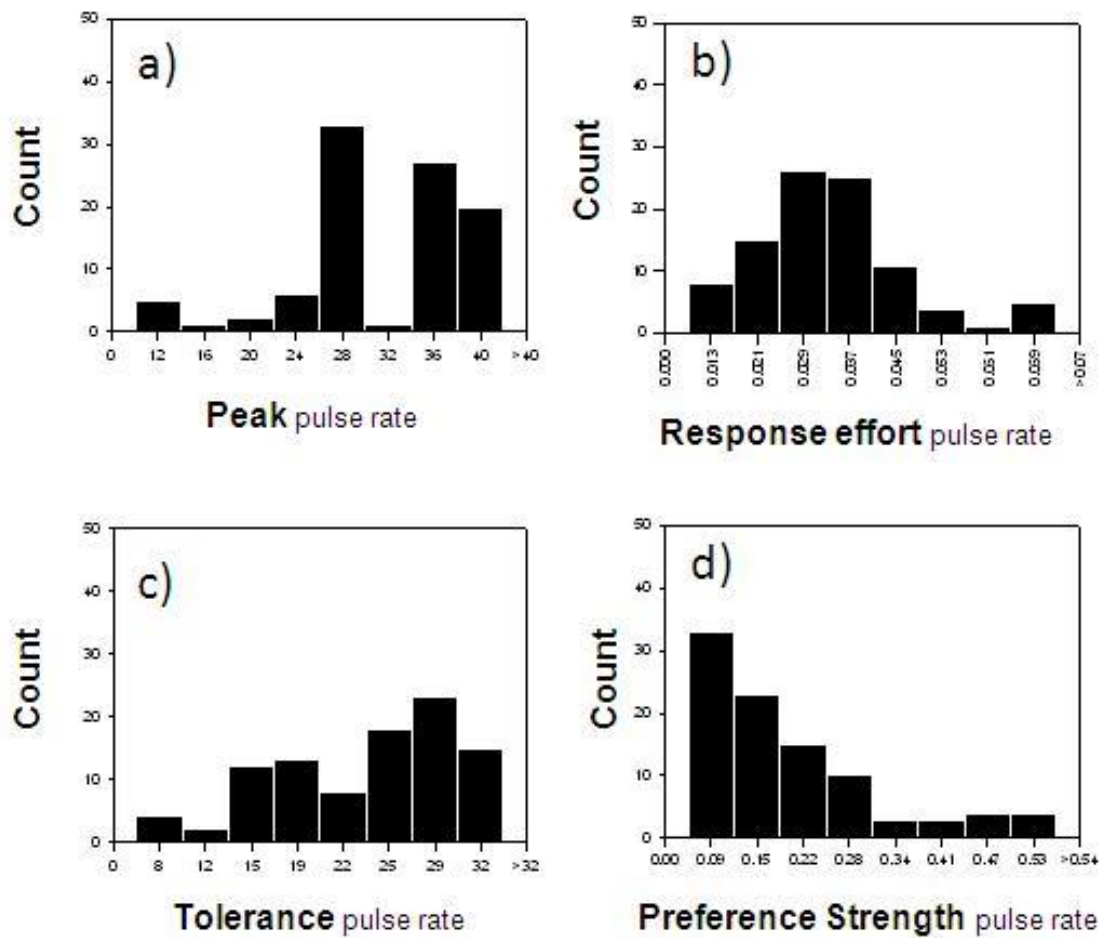 a)
Count
50
40
30
20
10
0
0 12 16 20 24 28 32 36 40 >40
Peak pulse rate
b)
Count
50
40
30
20
10
0
0.000 0.013 0.021 0.029 0.037 0.045 0.053 0.061 0.069 >0.07
Response effort pulse rate
c)
Count
50
40
30
20
10
0
0 8 12 15 19 22 25 29 32 >32
Tolerance pulse rate
d)
Count
50
40
30
20
10
0
0.00 0.09 0.15 0.22 0.28 0.34 0.41 0.47 0.53 >0.54
Preference Strength pulse rate